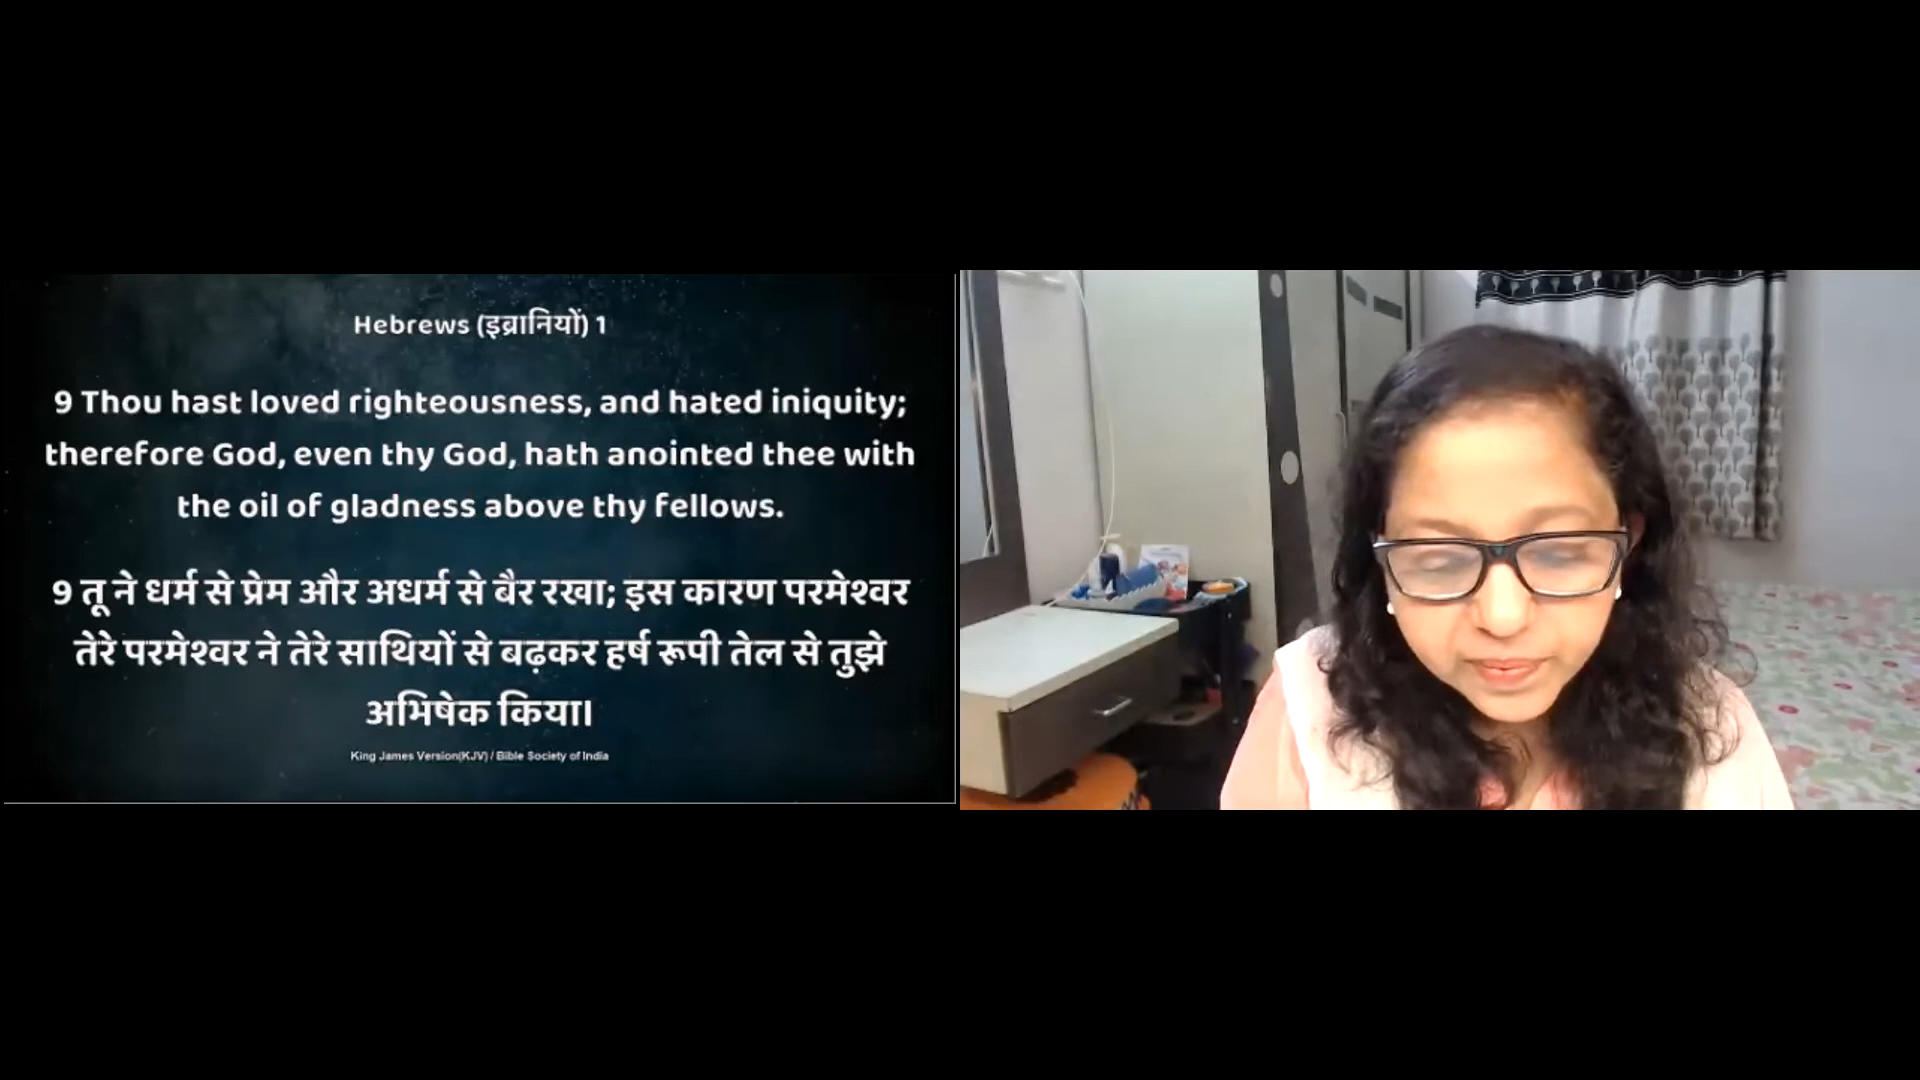 Hebrews (इब्रानियों) 1
9 Thou hast loved righteousness, and hated iniquity;
therefore God, even thy God, hath anointed thee with
the oil of gladness above thy fellows.
9 तू ने धर्म से प्रेम और अधर्म से बैर रखा; इस कारण परमेश्वर
तेरे परमेश्वर ने तेरे साथियों से बढ़कर हर्ष रूपी तेल से तुझे
अभिषेक किया।
King James Version(KJV) / Bible Society of India